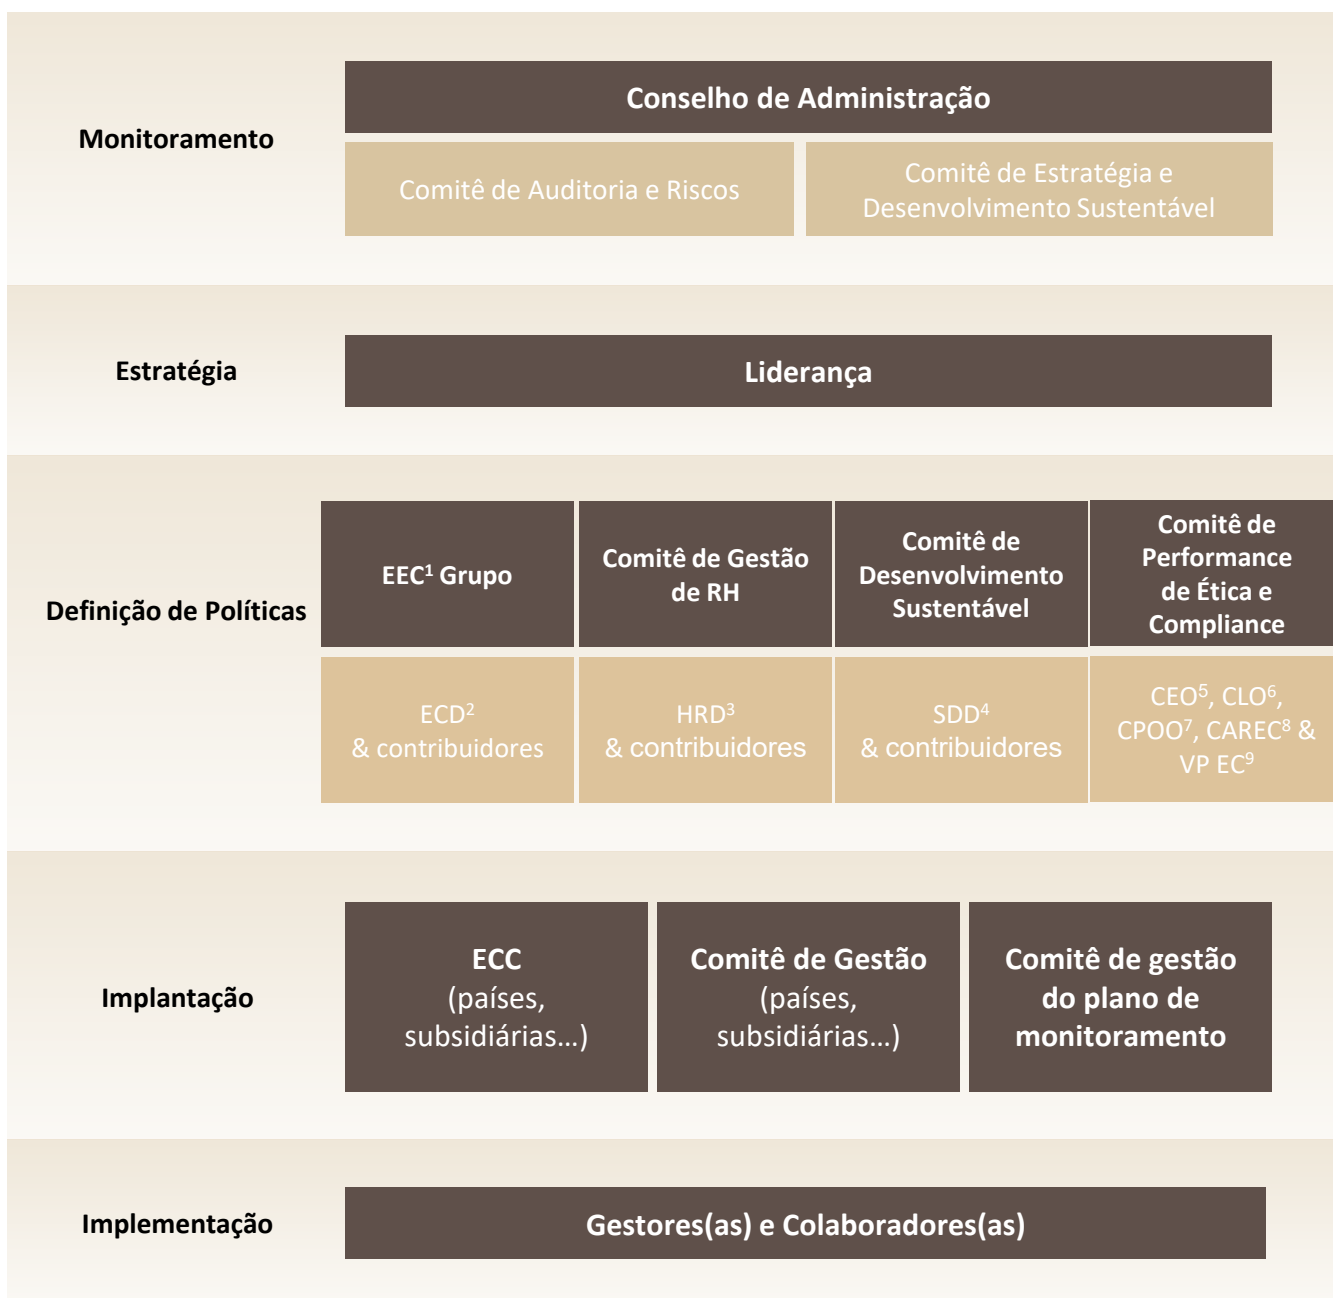 Monitoramento
Conselho de Administração
Comitê de Auditoria e Riscos
Comitê de Estratégia e
Desenvolvimento Sustentável
Estratégia
Liderança
Definição de Políticas
EEC¹ Grupo
Comitê de Gestão
de RH
Comitê de
Desenvolvimento
Sustentável
Comitê de
Performance
de Ética e
Compliance
ECD²
& contribuidores
HRD³
& contribuidores
SDD⁴
& contribuidores
CEO⁵, CLO⁶,
CPOO⁷, CAREC⁸ &
VP EC⁹
Implantação
ECC
(países,
subsidiárias...)
Comitê de Gestão
(países,
subsidiárias...)
Comitê de gestão
do plano de
monitoramento
Implementação
Gestores(as) e Colaboradores(as)